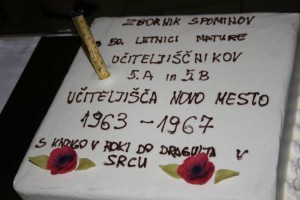 ZBORNIK SPOMINOV
50. LETNICI MATURE
UČITELJIŠČNIKOV
5.A in 5.B
UČITELJIŠČA NOVO MESTO
1963 - 1967
S KNJIGO V ROKI DO DRAGULJA V
SRCU